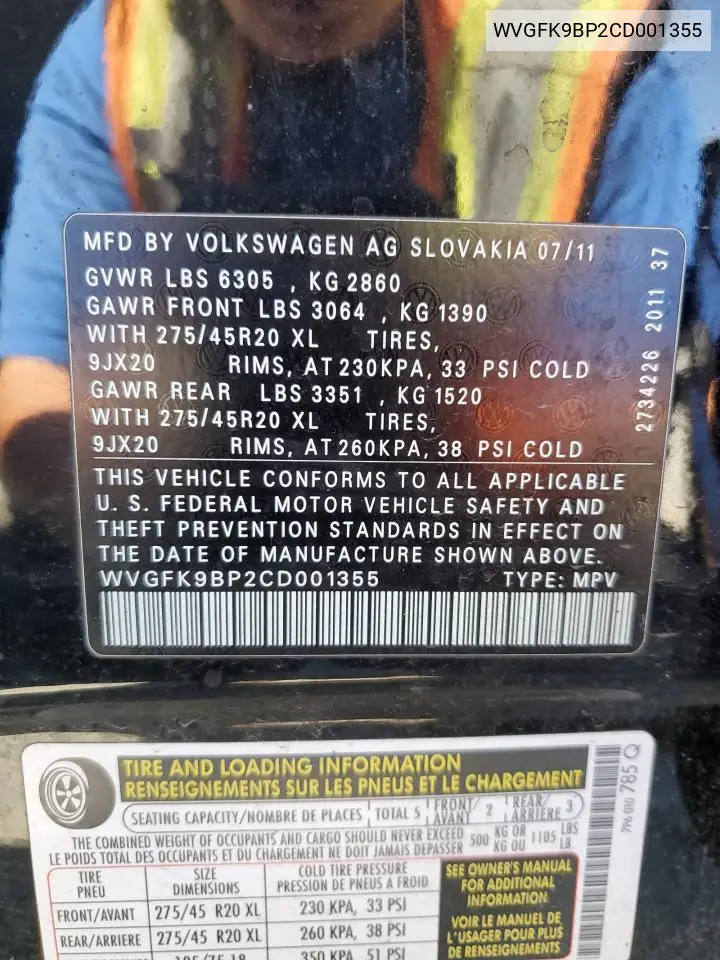 WVGFK9BP2CD001355
MFD BY VOLKSWAGEN AG SLOVAKIA 07/11
GVWR LBS 6305 , KG 2860
GAWR FRONT LBS 3064 , KG 1390
WITH 275/45R20 XL TIRES,
9JX20 RIMS, AT 230KPA, 33 PSI COLD
GAWR REAR LBS 3351 , KG 1520
WITH 275/45R20 XL TIRES,
9JX20 RIMS, AT 260KPA, 38 PSI COLD
2734226 2011 37
THIS VEHICLE CONFORMS TO ALL APPLICABLE
U. S. FEDERAL MOTOR VEHICLE SAFETY AND
THEFT PREVENTION STANDARDS IN EFFECT ON
THE DATE OF MANUFACTURE SHOWN ABOVE.
WVGFK9BP2CD001355 TYPE: MPV
TIRE AND LOADING INFORMATION
RENSEIGNEMENTS SUR LES PNEUS ET LE CHARGEMENT
SEATING CAPACITY/NOMBRE DE PLACES TOTAL 5 FRONT/AVANT 2 REAR/ARRIÈRE 3
THE COMBINED WEIGHT OF OCCUPANTS AND CARGO SHOULD NEVER EXCEED 500 KG OR 1105 LBS
LE POIDS TOTAL DES OCCUPANTS ET DU CHARGEMENT NE DOIT JAMAIS DEPASSER KG OU LB.
TIRE SIZE COLD TIRE PRESSURE
PNEU DIMENSIONS PRESSION DE PNEUS A FROID
FRONT/AVANT 275/45 R20 XL 230 KPA, 33 PSI
REAR/ARRIERE 275/45 R20 XL 260 KPA, 38 PSI
350 KPA, 51 PSI
SEE OWNER'S MANUAL
FOR ADDITIONAL
INFORMATION
VOIR LE MANUEL DE
L'USAGER POUR PLUS
DE RENSEIGNEMENTS
7P6 010 785 Q